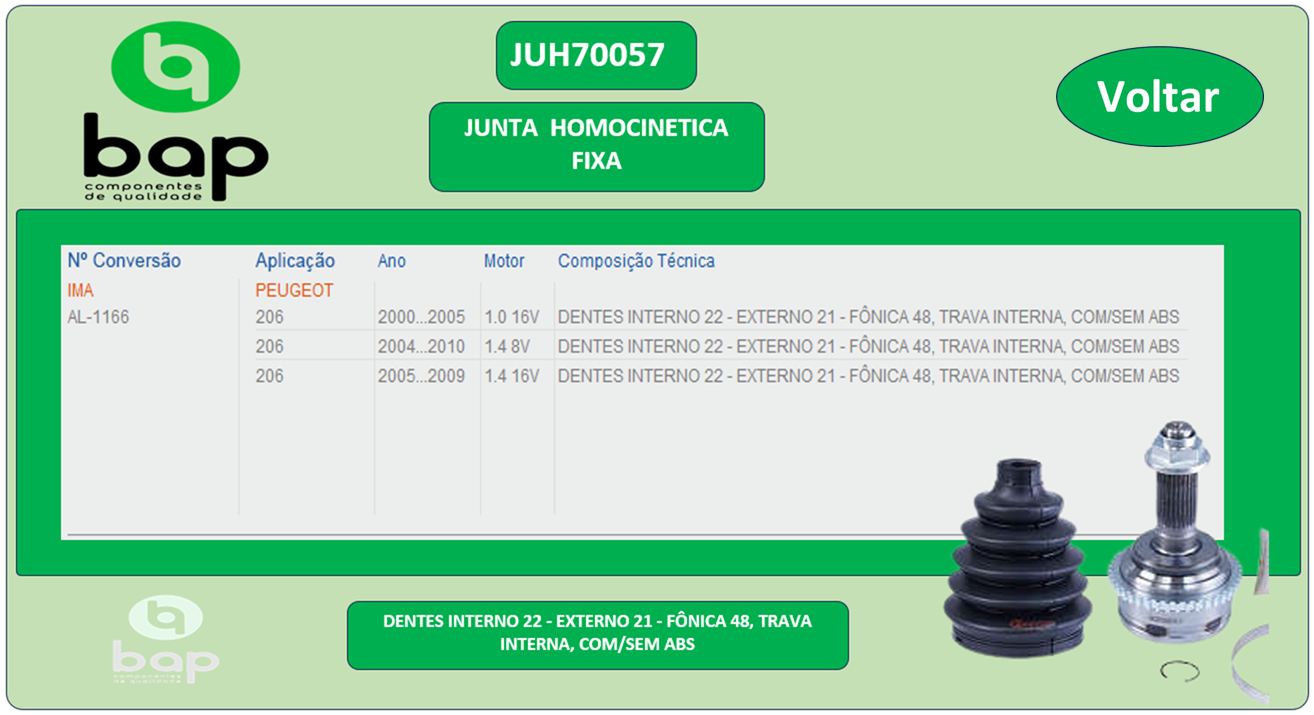 bap
componentes
de qualidade
JUH70057
JUNTA HOMOCINETICA
FIXA
Voltar
Nº Conversão Aplicação Ano Motor Composição Técnica
IMA PEUGEOT
AL-1166 206 2000...2005 1.0 16V DENTES INTERNO 22 - EXTERNO 21 - FÔNICA 48, TRAVA INTERNA, COM/SEM ABS
206 2004...2010 1.4 8V DENTES INTERNO 22 - EXTERNO 21 - FÔNICA 48, TRAVA INTERNA, COM/SEM ABS
206 2005...2009 1.4 16V DENTES INTERNO 22 - EXTERNO 21 - FÔNICA 48, TRAVA INTERNA, COM/SEM ABS
bap
componentes
de qualidade
DENTES INTERNO 22 - EXTERNO 21 - FÔNICA 48, TRAVA
INTERNA, COM/SEM ABS